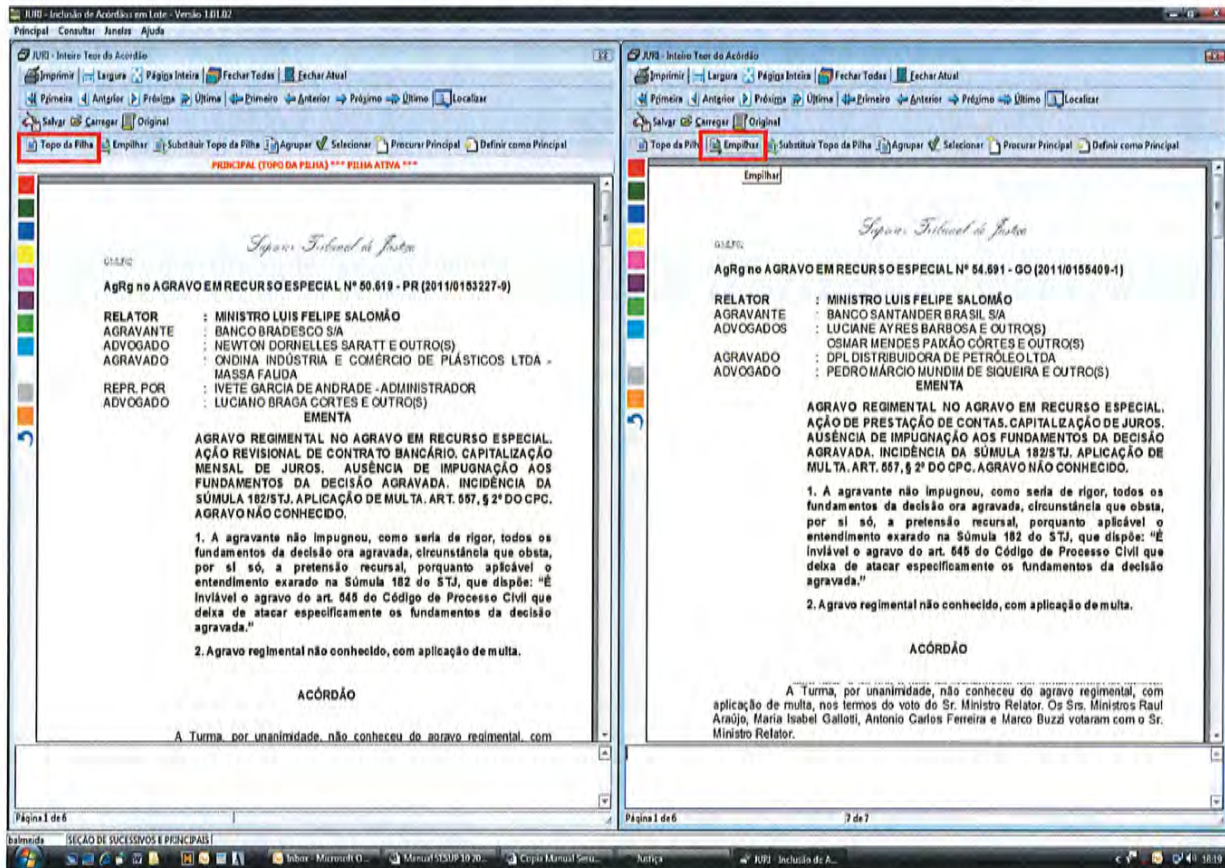 JURI - Inclusão de Acórdãos em Lote - Versão 1.01.02
Principal Consultar Janelas Ajuda
JURI - Inteiro Teor do Acórdão
Imprimir Largura Página Inteira Fechar Todas Fechar Atual
Primeira Anterior Próxima Última Primeiro Anterior Próximo Último Localizar
Salvar Carregar Original
Topo da Pilha Empilhar Substituir Topo da Pilha Agrupar Selecionar Procurar Principal Definir como Principal
PRINCIPAL (TOPO DA PILHA) *** PILHA ATIVA ***
Superior Tribunal de Justiça
AgRg no AGRAVO EM RECURSO ESPECIAL Nº 50.619 - PR (2011/0153227-9)
RELATOR : MINISTRO LUIS FELIPE SALOMÃO
AGRAVANTE : BANCO BRADESCO S/A
ADVOGADO : NEWTON DORNELLES SARATT E OUTRO(S)
AGRAVADO : ONDINA INDÚSTRIA E COMÉRCIO DE PLÁSTICOS LTDA -
MASSA FALIDA
REPR. POR : IVETE GARCIA DE ANDRADE - ADMINISTRADOR
ADVOGADO : LUCIANO BRAGA CORTES E OUTRO(S)
EMENTA
AGRAVO REGIMENTAL NO AGRAVO EM RECURSO ESPECIAL.
AÇÃO REVISIONAL DE CONTRATO BANCÁRIO. CAPITALIZAÇÃO
MENSAL DE JUROS. AUSÊNCIA DE IMPUGNAÇÃO AOS
FUNDAMENTOS DA DECISÃO AGRAVADA. INCIDÊNCIA DA
SÚMULA 182/STJ. APLICAÇÃO DE MULTA. ART. 557, § 2º DO CPC.
AGRAVO NÃO CONHECIDO.
1. A agravante não impugnou, como seria de rigor, todos os
fundamentos da decisão ora agravada, circunstância que obsta,
por si só, a pretensão recursal, porquanto aplicável o
entendimento exarado na Súmula 182 do STJ, que dispõe: "É
inviável o agravo do art. 545 do Código de Processo Civil que
deixa de atacar especificamente os fundamentos da decisão
agravada."
2. Agravo regimental não conhecido, com aplicação de multa.
ACÓRDÃO
A Turma, por unanimidade, não conheceu do agravo regimental, com
Página 1 de 6
JURI - Inteiro Teor do Acórdão
Imprimir Largura Página Inteira Fechar Todas Fechar Atual
Primeira Anterior Próxima Última Primeiro Anterior Próximo Último Localizar
Salvar Carregar Original
Topo da Pilh Empilhar Substituir Topo da Pilha Agrupar Selecionar Procurar Principal Definir como Principal
Empilhar
Superior Tribunal de Justiça
AgRg no AGRAVO EM RECURSO ESPECIAL Nº 54.691 - GO (2011/0155409-1)
RELATOR : MINISTRO LUIS FELIPE SALOMÃO
AGRAVANTE : BANCO SANTANDER BRASIL S/A
ADVOGADOS : LUCIANE AYRES BARBOSA E OUTRO(S)
OSMAR MENDES PAIXÃO CÔRTES E OUTRO(S)
AGRAVADO : DPL DISTRIBUIDORA DE PETRÓLEO LTDA
ADVOGADO : PEDRO MÁRCIO MUNDIM DE SIQUEIRA E OUTRO(S)
EMENTA
AGRAVO REGIMENTAL NO AGRAVO EM RECURSO ESPECIAL.
AÇÃO DE PRESTAÇÃO DE CONTAS. CAPITALIZAÇÃO DE JUROS.
AUSÊNCIA DE IMPUGNAÇÃO AOS FUNDAMENTOS DA DECISÃO
AGRAVADA. INCIDÊNCIA DA SÚMULA 182/STJ. APLICAÇÃO DE
MULTA. ART. 557, § 2º DO CPC. AGRAVO NÃO CONHECIDO.
1. A agravante não impugnou, como seria de rigor, todos os
fundamentos da decisão ora agravada, circunstância que obsta,
por si só, a pretensão recursal, porquanto aplicável o
entendimento exarado na Súmula 182 do STJ, que dispõe: "É
inviável o agravo do art. 545 do Código de Processo Civil que
deixa de atacar especificamente os fundamentos da decisão
agravada."
2. Agravo regimental não conhecido, com aplicação de multa.
ACÓRDÃO
A Turma, por unanimidade, não conheceu do agravo regimental, com
aplicação de multa, nos termos do voto do Sr. Ministro Relator. Os Srs. Ministros Raul
Araújo, Maria Isabel Gallotti, Antonio Carlos Ferreira e Marco Buzzi votaram com o Sr.
Ministro Relator.
Página 1 de 6 7 de 7
balmeida SEÇÃO DE SUCESSIVOS E PRINCIPAIS
Inbox - Microsoft O... Manual STSUP 10 20... Copia Manual Seru... Justiça JURI - Inclusão de A...